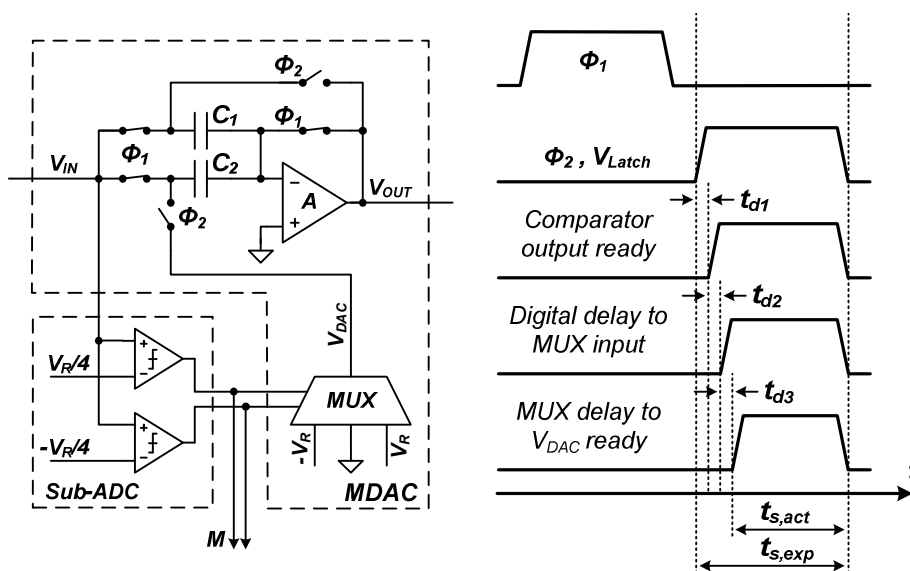 Φ2
C1
Φ1
Φ1
VIN
C2
−
A
+
VOUT
Φ2
VDAC
+
−
VR/4
+
−
-VR/4
MUX
-VR
VR
Sub-ADC
MDAC
M
Φ1
Φ2 , VLatch
td1
Comparator
output ready
td2
Digital delay to
MUX input
td3
MUX delay to
VDAC ready
ts,act
ts,exp